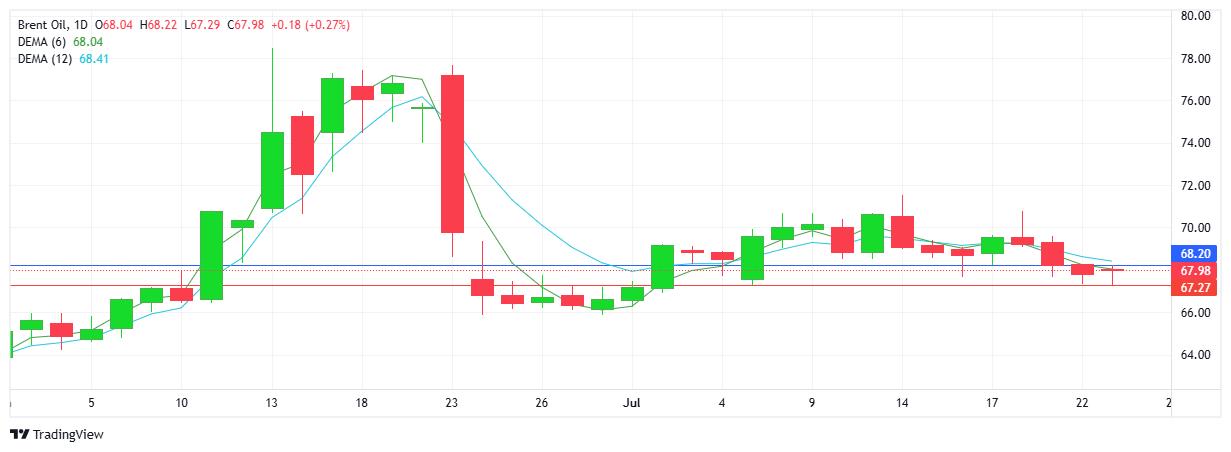 Brent Oil, 1D O68.04 H68.22 L67.29 C67.98 +0.18 (+0.27%)
DEMA (6) 68.04
DEMA (12) 68.41
80.00
78.00
76.00
74.00
72.00
70.00
68.20
67.98
67.27
66.00
64.00
5 10 13 18 23 26 Jul 4 9 14 17 22 2
TradingView